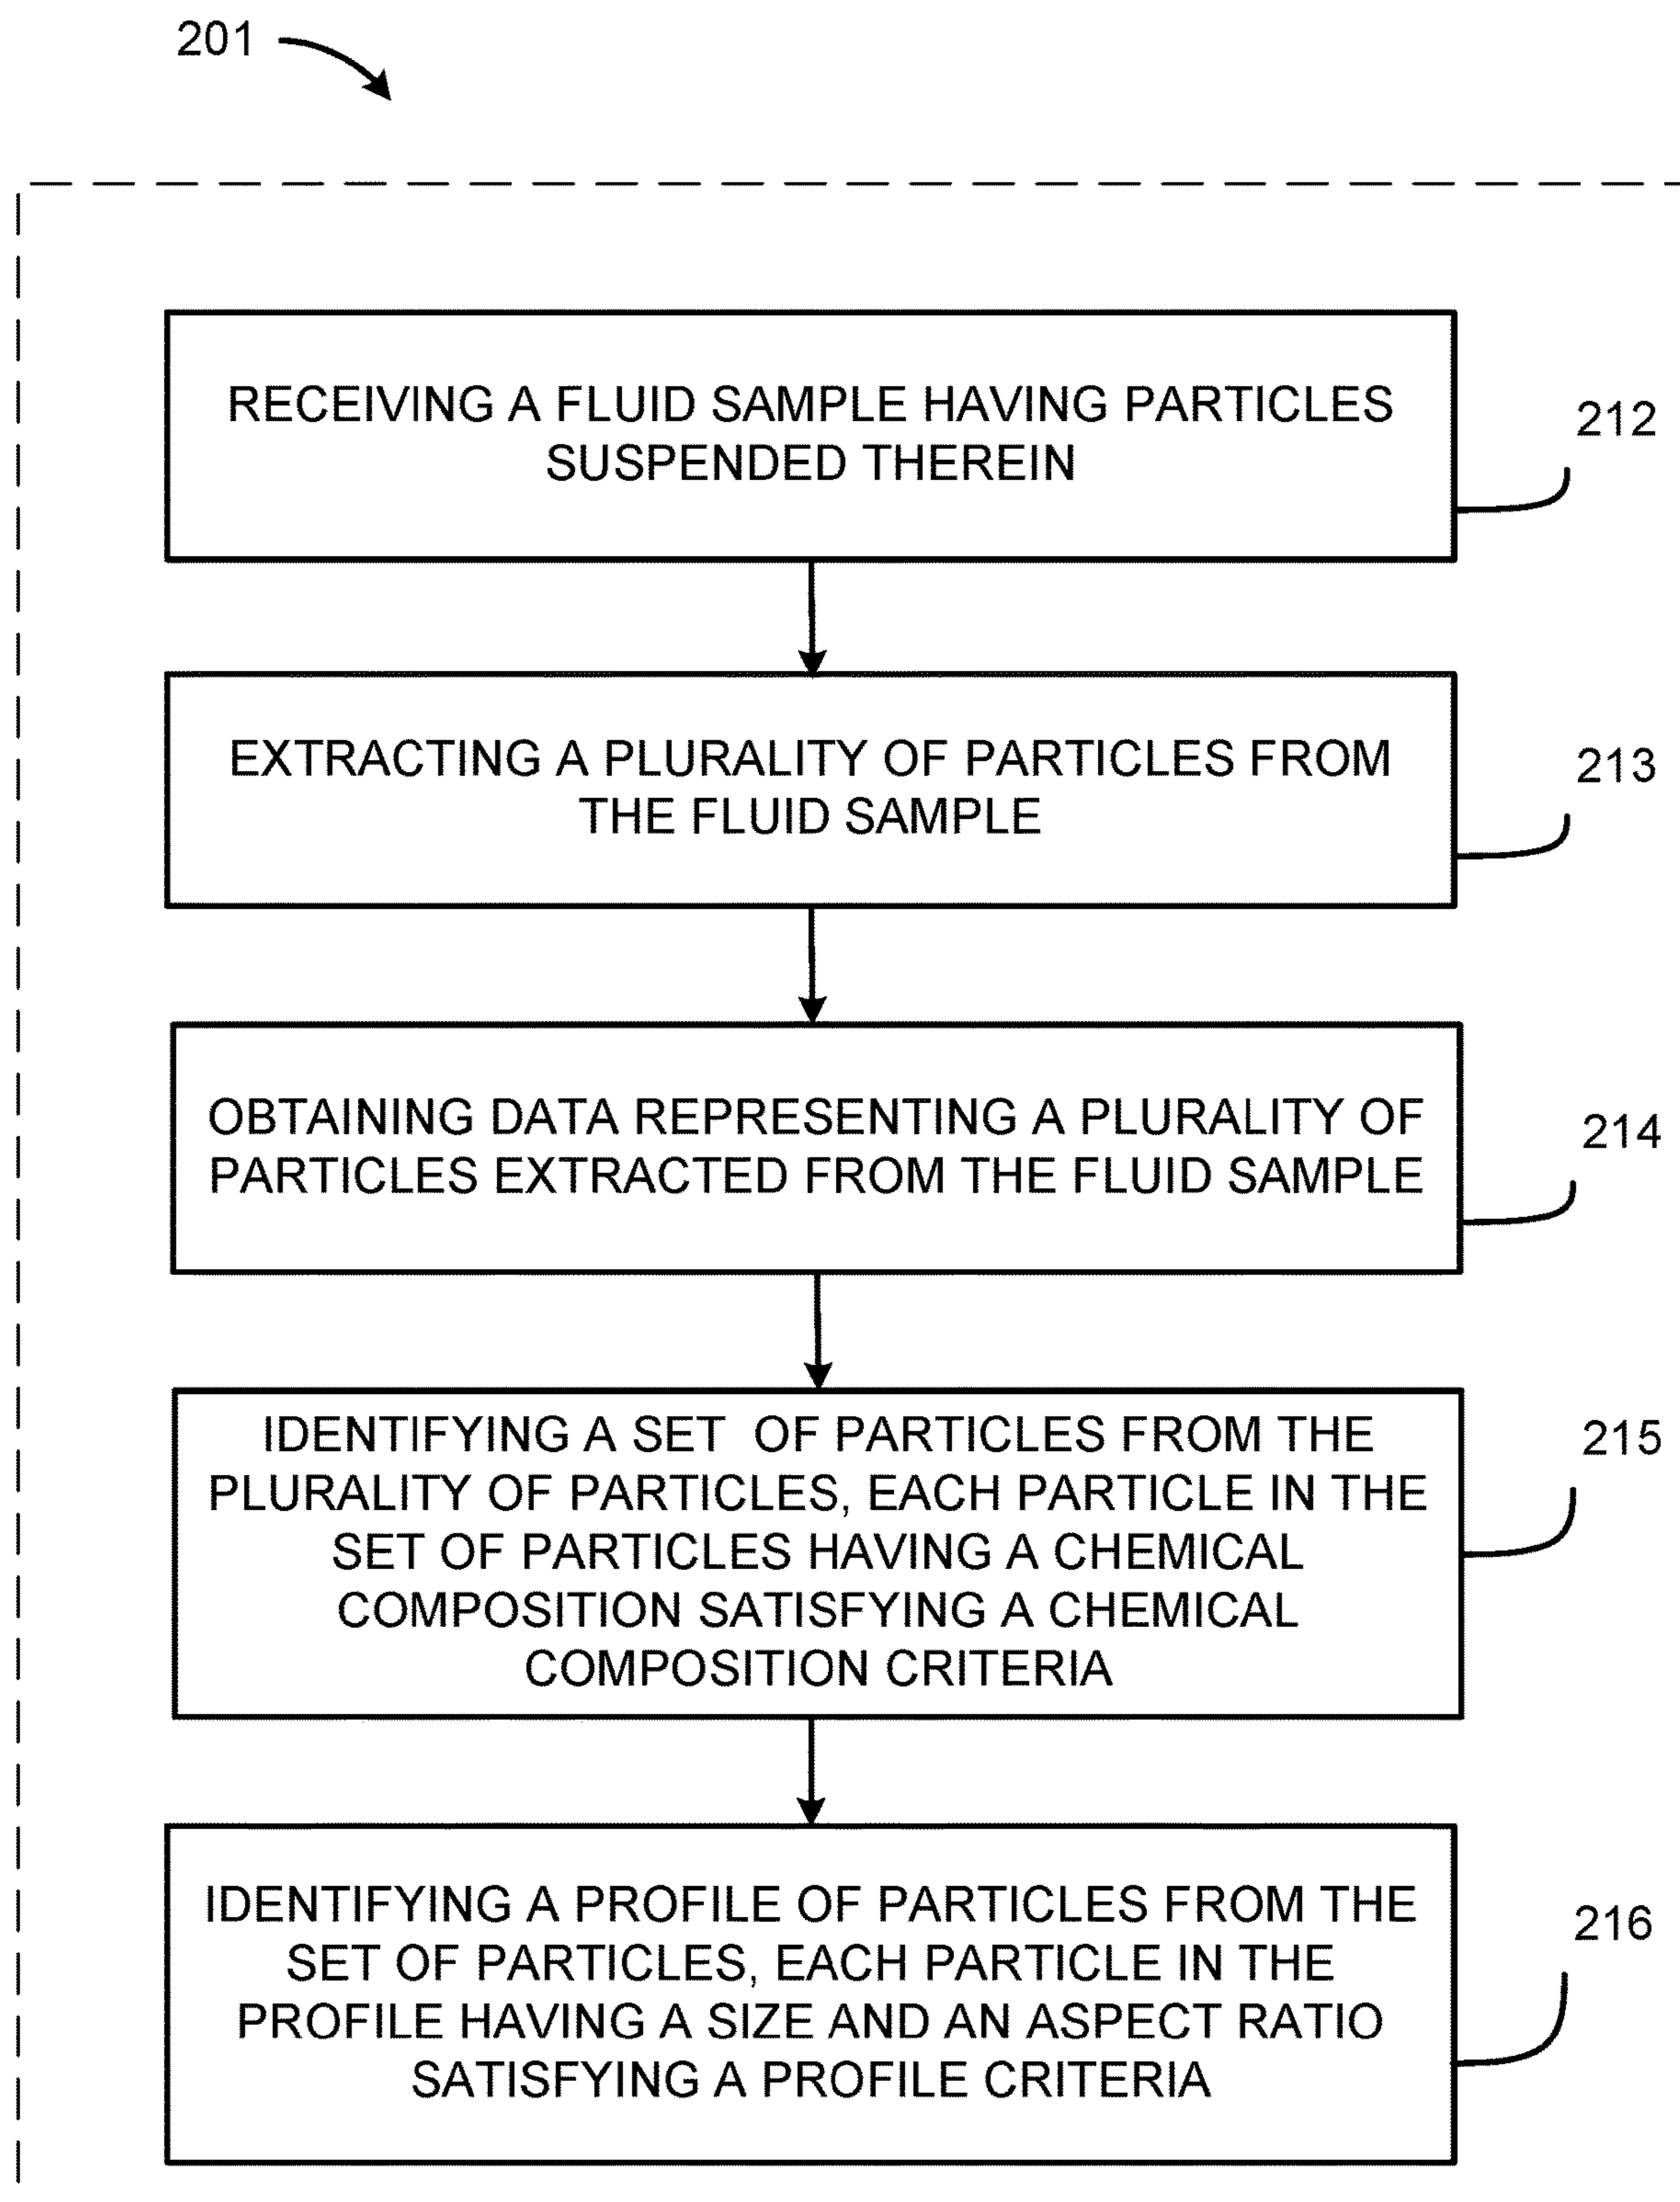 201
RECEIVING A FLUID SAMPLE HAVING PARTICLES
SUSPENDED THEREIN
212
EXTRACTING A PLURALITY OF PARTICLES FROM
THE FLUID SAMPLE
213
OBTAINING DATA REPRESENTING A PLURALITY OF
PARTICLES EXTRACTED FROM THE FLUID SAMPLE
214
IDENTIFYING A SET OF PARTICLES FROM THE
PLURALITY OF PARTICLES, EACH PARTICLE IN THE
SET OF PARTICLES HAVING A CHEMICAL
COMPOSITION SATISFYING A CHEMICAL
COMPOSITION CRITERIA
215
IDENTIFYING A PROFILE OF PARTICLES FROM THE
SET OF PARTICLES, EACH PARTICLE IN THE
PROFILE HAVING A SIZE AND AN ASPECT RATIO
SATISFYING A PROFILE CRITERIA
216